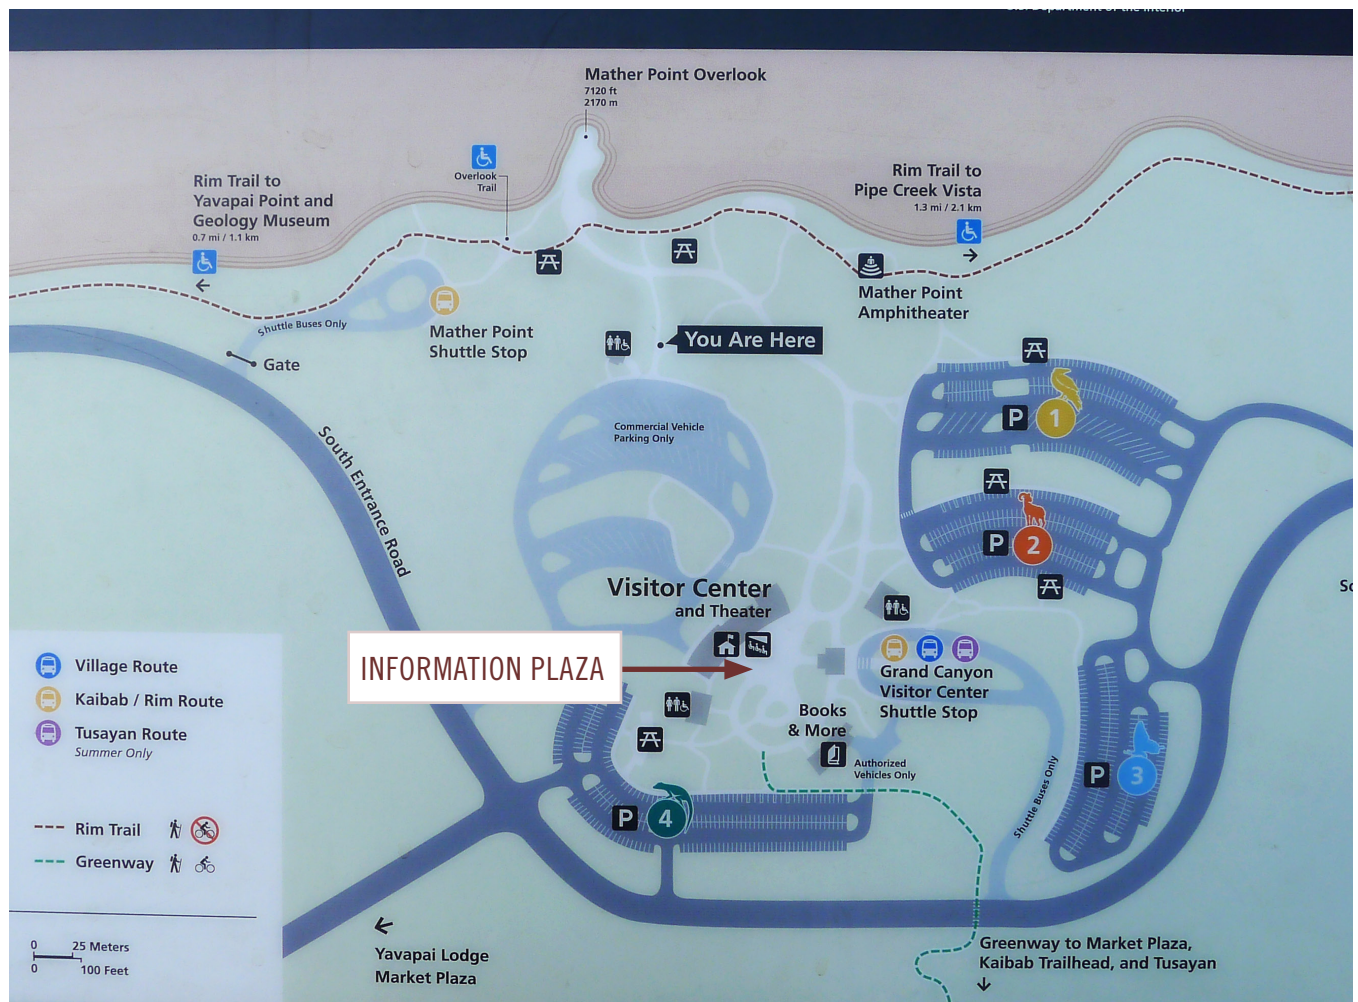 Mather Point Overlook
7120 ft
2170 m
Overlook
Trail
Rim Trail to
Yavapai Point and
Geology Museum
0.7 mi / 1.1 km
Rim Trail to
Pipe Creek Vista
1.3 mi / 2.1 km
Mather Point
Amphitheater
Shuttle Buses Only
Mather Point
Shuttle Stop
You Are Here
Gate
South Entrance Road
Commercial Vehicle
Parking Only
P
1
P
2
Visitor Center
and Theater
INFORMATION PLAZA
Grand Canyon
Visitor Center
Shuttle Stop
Books
& More
Authorized
Vehicles Only
Shuttle Buses Only
P
3
P
4
Village Route
Kaibab / Rim Route
Tusayan Route
Summer Only
Rim Trail
Greenway
0 25 Meters
0 100 Feet
Yavapai Lodge
Market Plaza
Greenway to Market Plaza,
Kaibab Trailhead, and Tusayan